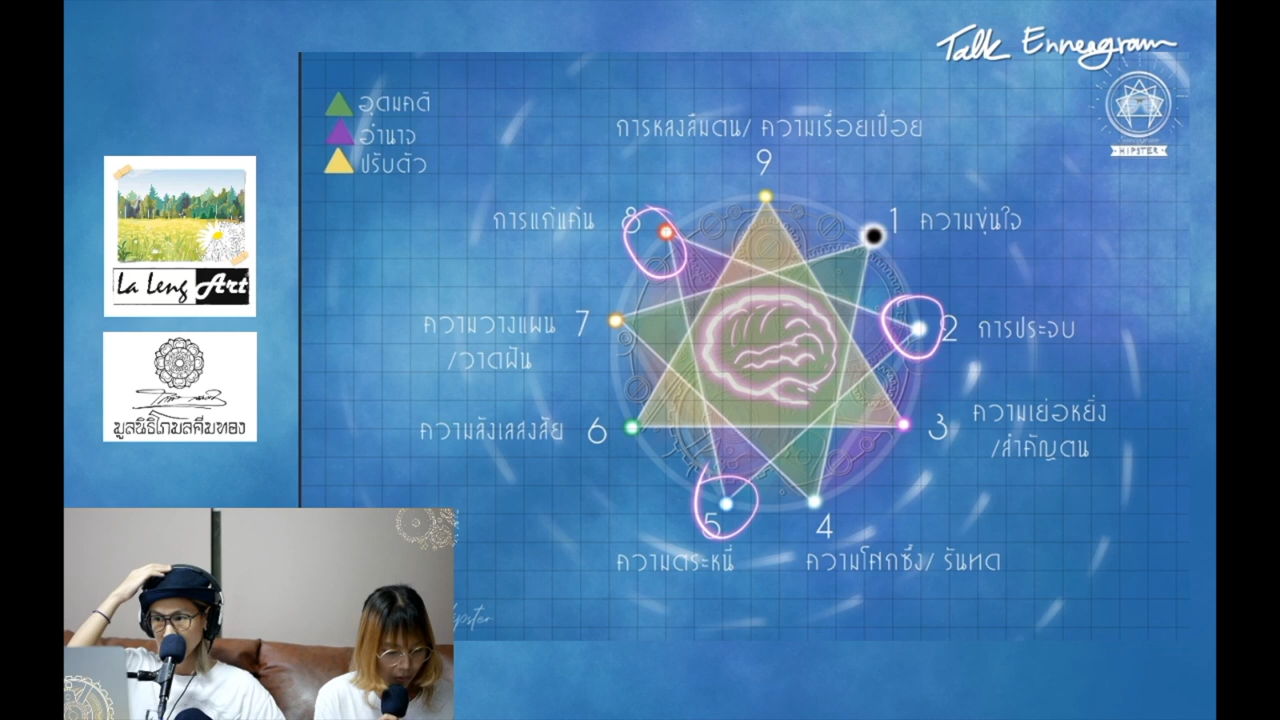 Talk Enneagram
HIPSTER
อุดมคติ
อำนาจ
ปรับตัว
การหลงลืมตน/ ความเรื่อยเปื่อย
9
การแก้แค้น 8
1 ความขุ่นใจ
ความวางแผน 7
/วาดฝัน
2 การประจบ
ความลังเลสงสัย 6
3 ความเย่อหยิ่ง
/สำคัญตน
5
ความตระหนี่
4
ความโศกซึ้ง/ รันทด
La Leng Art
มูลนิธิโกมลคีมทอง